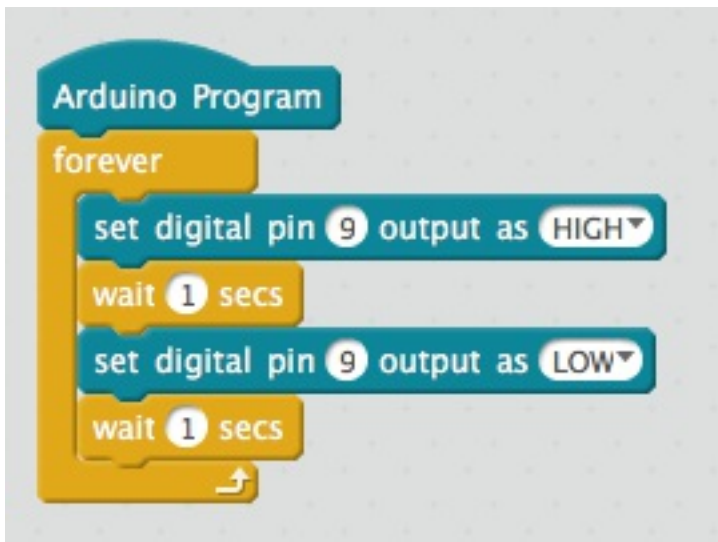 Arduino Program
forever
set digital pin 9 output as HIGH
wait 1 secs
set digital pin 9 output as LOW
wait 1 secs